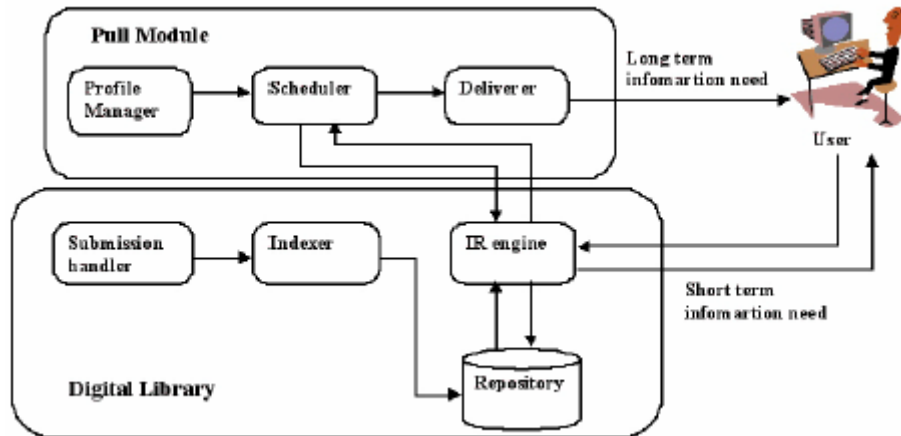 Pull Module
Profile
Manager
Scheduler
Deliverer
Long term
infomartion need
User
Submission
handler
Indexer
IR engine
Short term
infomartion need
Repository
Digital Library